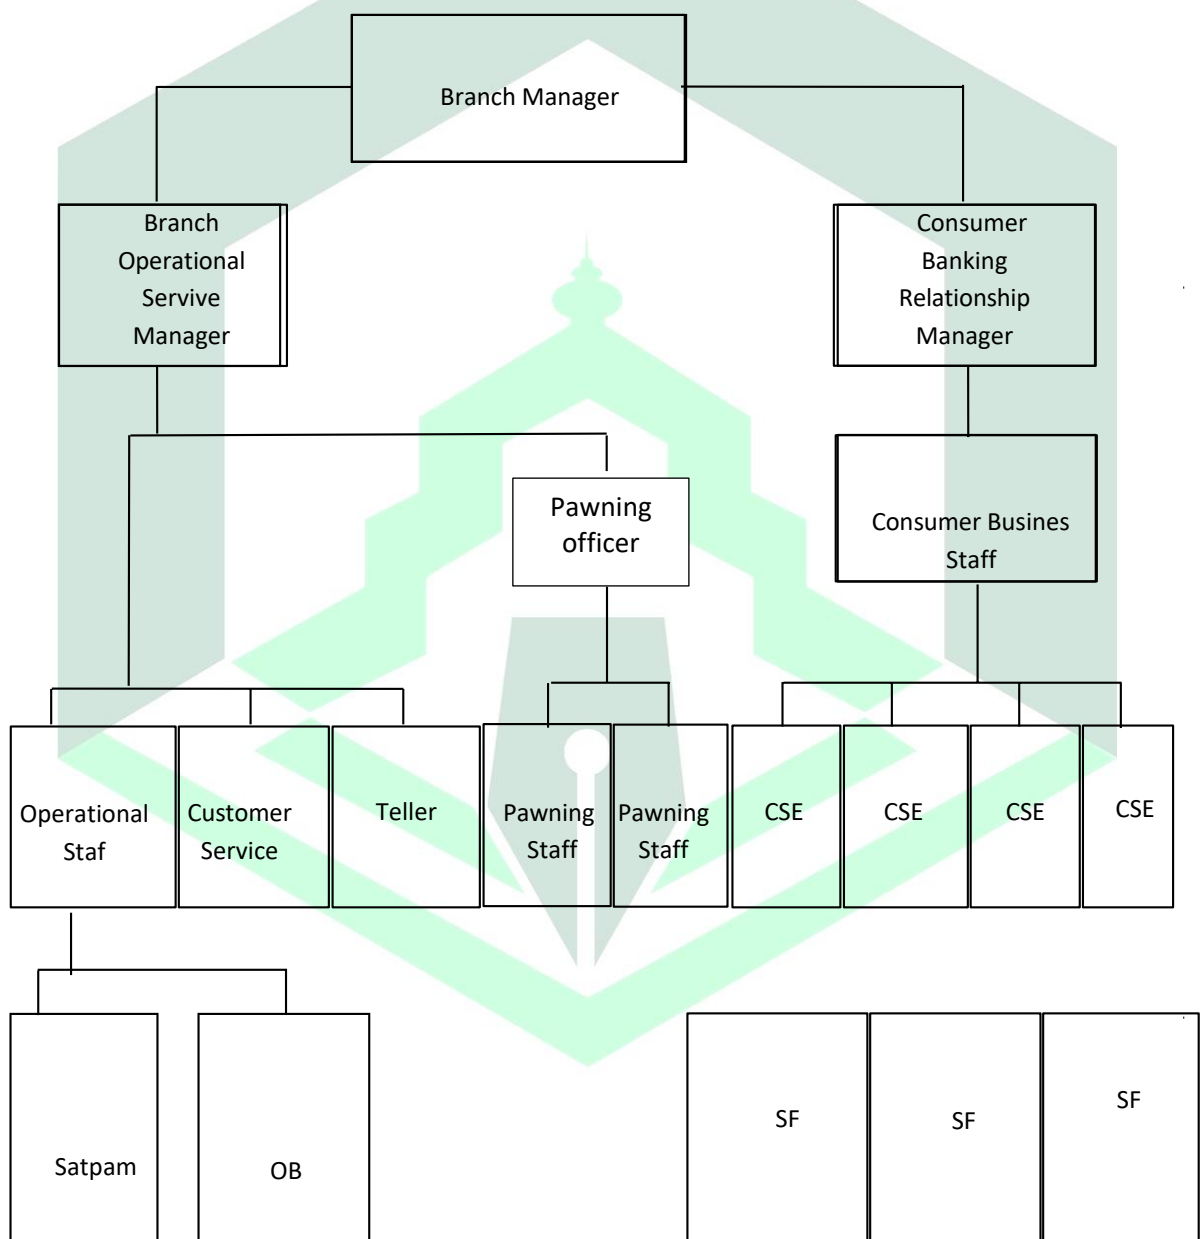 Branch Manager
Branch
Operational
Servive
Manager
Consumer
Banking
Relationship
Manager
Pawning
officer
Consumer Busines
Staff
Operational
Staf
Customer
Service
Teller
Pawning
Staff
Pawning
Staff
CSE
CSE
CSE
CSE
Satpam
OB
SF
SF
SF